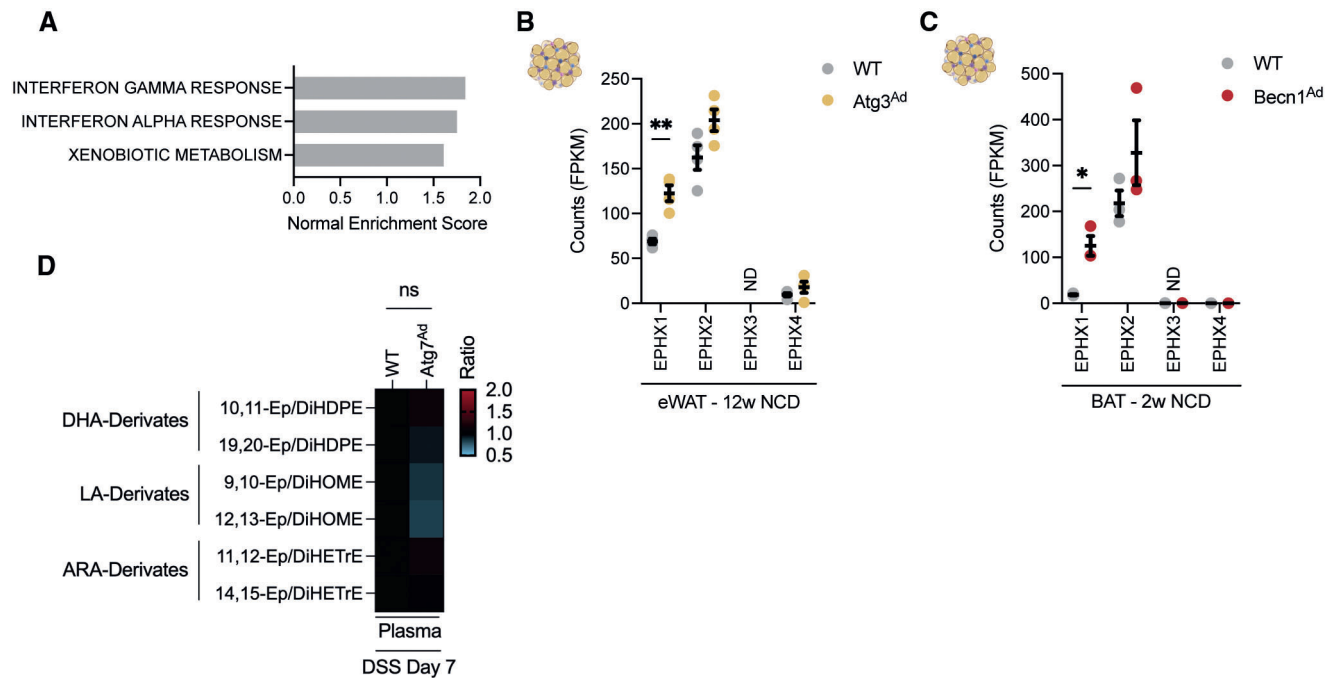 A
INTERFERON GAMMA RESPONSE
INTERFERON ALPHA RESPONSE
XENOBIOTIC METABOLISM
0.0 0.5 1.0 1.5 2.0
Normal Enrichment Score
B
WT
Atg3Ad
Counts (FPKM)
250
200
150
100
50
0
**
ND
EPHX1
EPHX2
EPHX3
EPHX4
eWAT - 12w NCD
C
WT
Becn1Ad
Counts (FPKM)
500
400
300
200
100
0
*
ND
EPHX1
EPHX2
EPHX3
EPHX4
BAT - 2w NCD
D
ns
WT
Atg7Ad
Ratio
2.0
1.5
1.0
0.5
DHA-Derivates
10,11-Ep/DiHDPE
19,20-Ep/DiHDPE
LA-Derivates
9,10-Ep/DiHOME
12,13-Ep/DiHOME
ARA-Derivates
11,12-Ep/DiHETrE
14,15-Ep/DiHETrE
Plasma
DSS Day 7